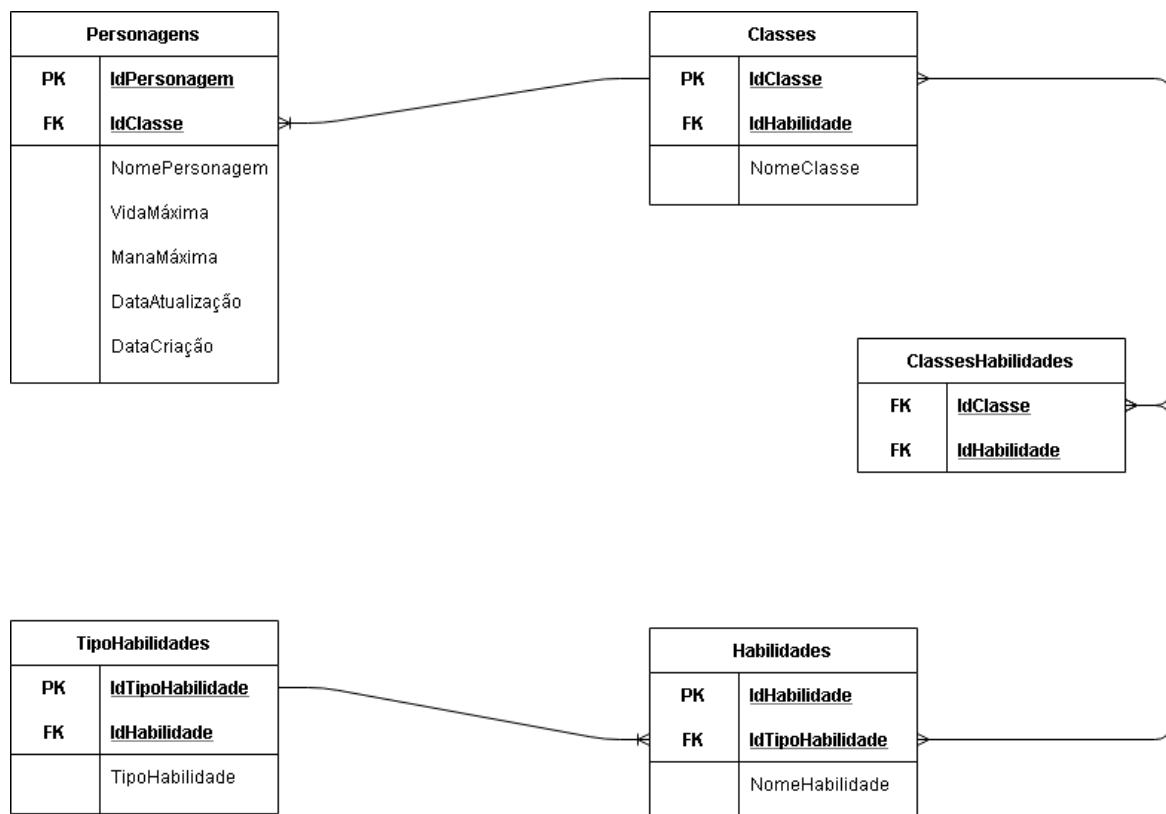 Personagens
PK IdPersonagem
FK IdClasse
NomePersonagem
VidaMáxima
ManaMáxima
DataAtualização
DataCriação
Classes
PK IdClasse
FK IdHabilidade
NomeClasse
ClassesHabilidades
FK IdClasse
FK IdHabilidade
TipoHabilidades
PK IdTipoHabilidade
FK IdHabilidade
TipoHabilidade
Habilidades
PK IdHabilidade
FK IdTipoHabilidade
NomeHabilidade